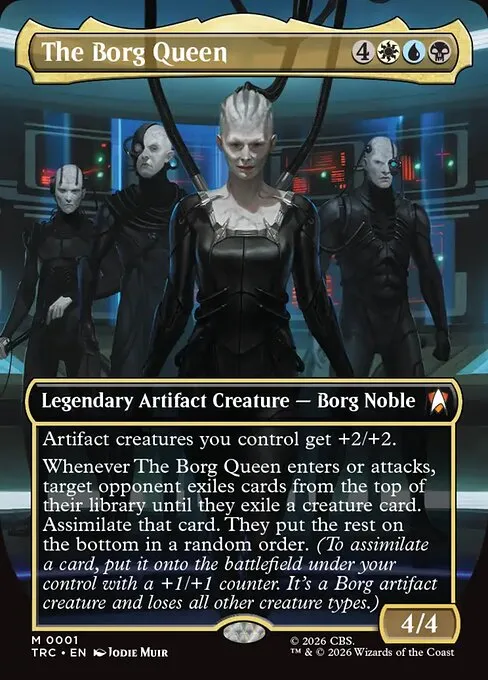 The Borg Queen
4
Legendary Artifact Creature — Borg Noble
Artifact creatures you control get +2/+2.
Whenever The Borg Queen enters or attacks,
target opponent exiles cards from the top of
their library until they exile a creature card.
Assimilate that card. They put the rest on
the bottom in a random order. (To assimilate
a card, put it onto the battlefield under your
control with a +1/+1 counter. It's a Borg artifact
creature and loses all other creature types.)
4/4
M 0001
TRC • EN Jodie Muir
© 2026 CBS.
™ & © 2026 Wizards of the Coast